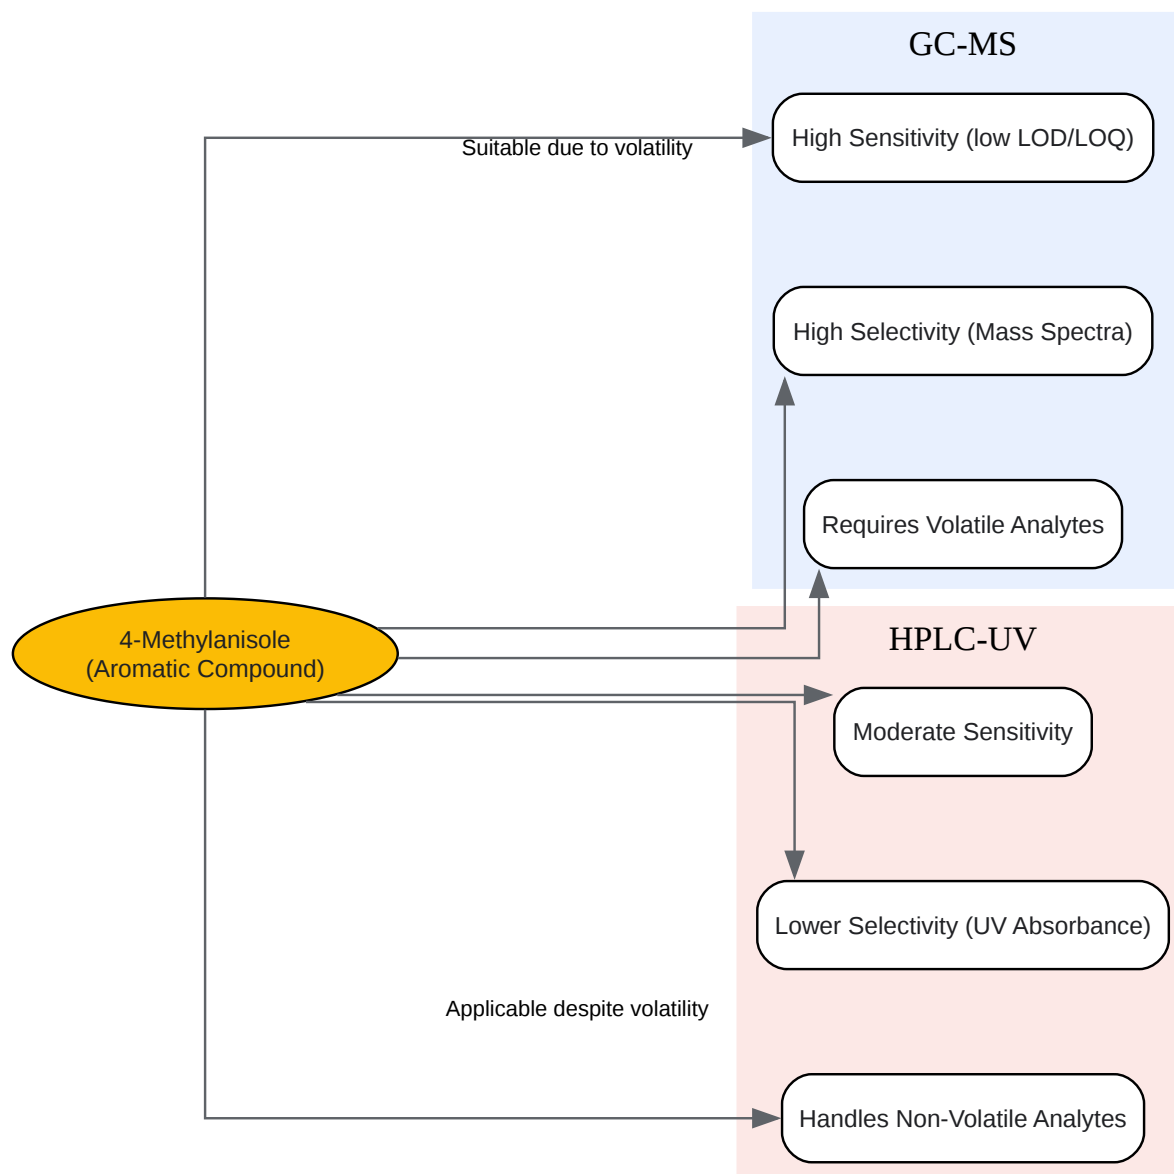 GC-MS
High Sensitivity (low LOD/LOQ)
Suitable due to volatility
High Selectivity (Mass Spectra)
Requires Volatile Analytes
4-Methylanisole
(Aromatic Compound)
HPLC-UV
Moderate Sensitivity
Lower Selectivity (UV Absorbance)
Applicable despite volatility
Handles Non-Volatile Analytes